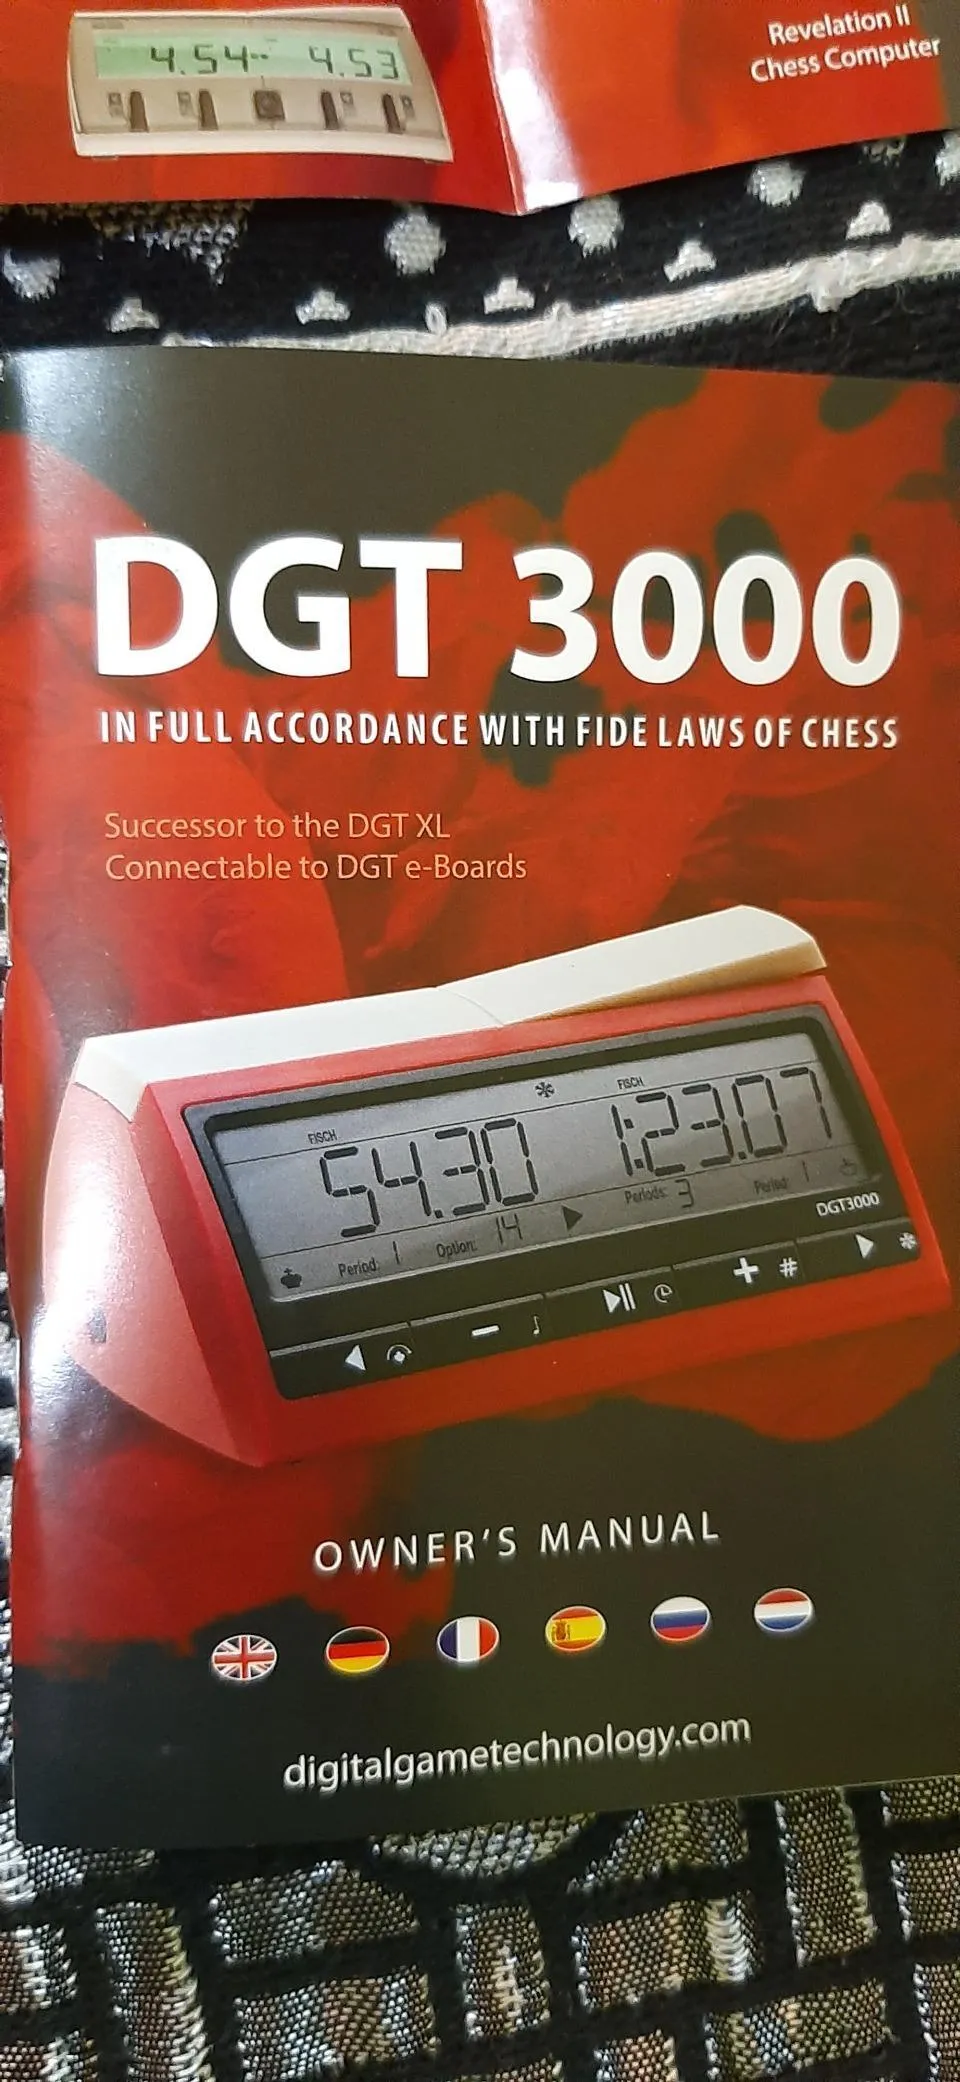 4.54 4.53
Revelation II
Chess Computer
DGT 3000
IN FULL ACCORDANCE WITH FIDE LAWS OF CHESS
Successor to the DGT XL
Connectable to DGT e-Boards
FISCH FISCH
54.30 1:23.07
Period: 1 Option: 14 Periods: 3 Period: 1
DGT3000
OWNER'S MANUAL
digitalgametechnology.com